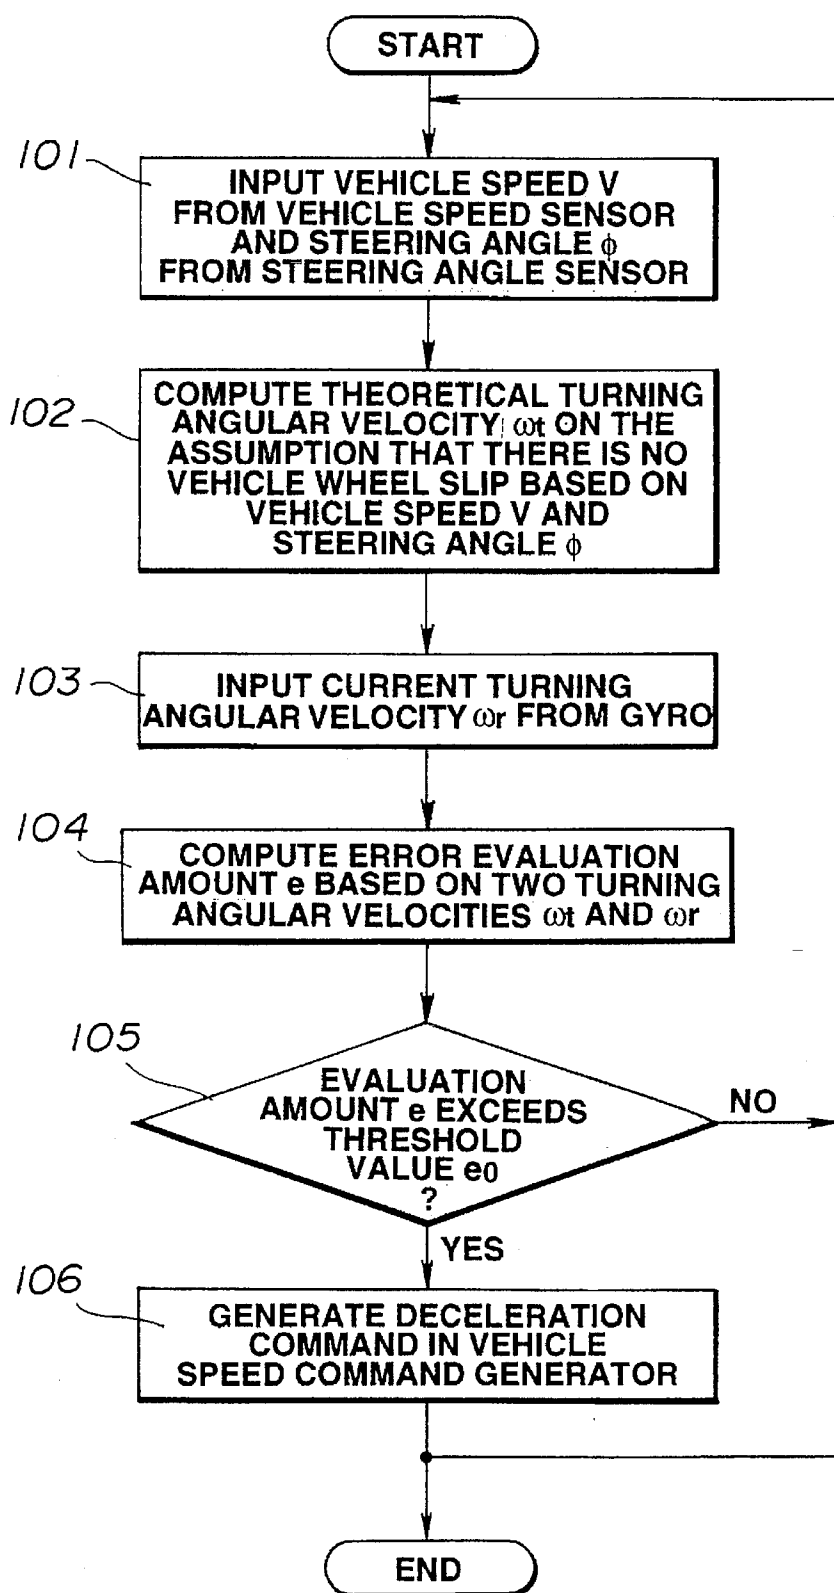 START
101
INPUT VEHICLE SPEED V
FROM VEHICLE SPEED SENSOR
AND STEERING ANGLE ϕ
FROM STEERING ANGLE SENSOR
102
COMPUTE THEORETICAL TURNING
ANGULAR VELOCITY ωt ON THE
ASSUMPTION THAT THERE IS NO
VEHICLE WHEEL SLIP BASED ON
VEHICLE SPEED V AND
STEERING ANGLE ϕ
103
INPUT CURRENT TURNING
ANGULAR VELOCITY ωr FROM GYRO
104
COMPUTE ERROR EVALUATION
AMOUNT e BASED ON TWO TURNING
ANGULAR VELOCITIES ωt AND ωr
105
EVALUATION
AMOUNT e EXCEEDS
THRESHOLD
VALUE e0
?
NO
YES
106
GENERATE DECELERATION
COMMAND IN VEHICLE
SPEED COMMAND GENERATOR
END